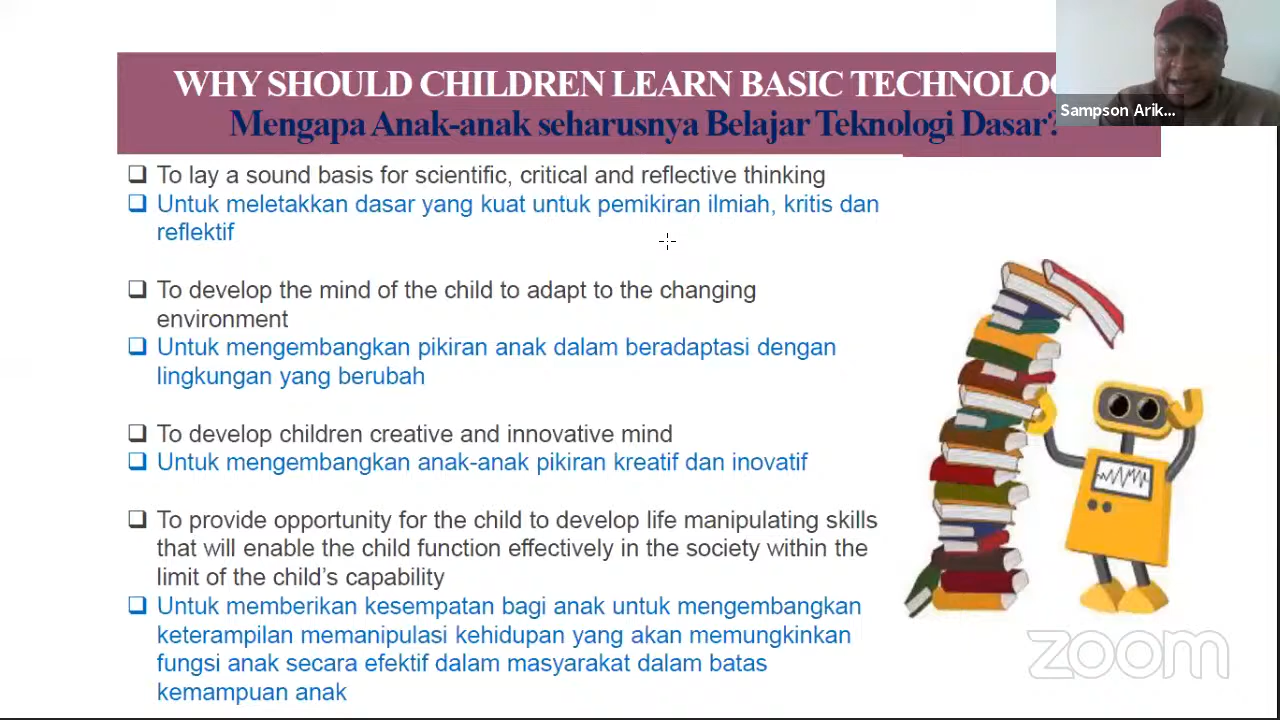 WHY SHOULD CHILDREN LEARN BASIC TECHNOLO
Mengapa Anak-anak seharusnya Belajar Teknologi Dasar?
Sampson Arik...
To lay a sound basis for scientific, critical and reflective thinking
Untuk meletakkan dasar yang kuat untuk pemikiran ilmiah, kritis dan
reflektif
To develop the mind of the child to adapt to the changing
environment
Untuk mengembangkan pikiran anak dalam beradaptasi dengan
lingkungan yang berubah
To develop children creative and innovative mind
Untuk mengembangkan anak-anak pikiran kreatif dan inovatif
To provide opportunity for the child to develop life manipulating skills
that will enable the child function effectively in the society within the
limit of the child's capability
Untuk memberikan kesempatan bagi anak untuk mengembangkan
keterampilan memanipulasi kehidupan yang akan memungkinkan
fungsi anak secara efektif dalam masyarakat dalam batas
kemampuan anak
zoom